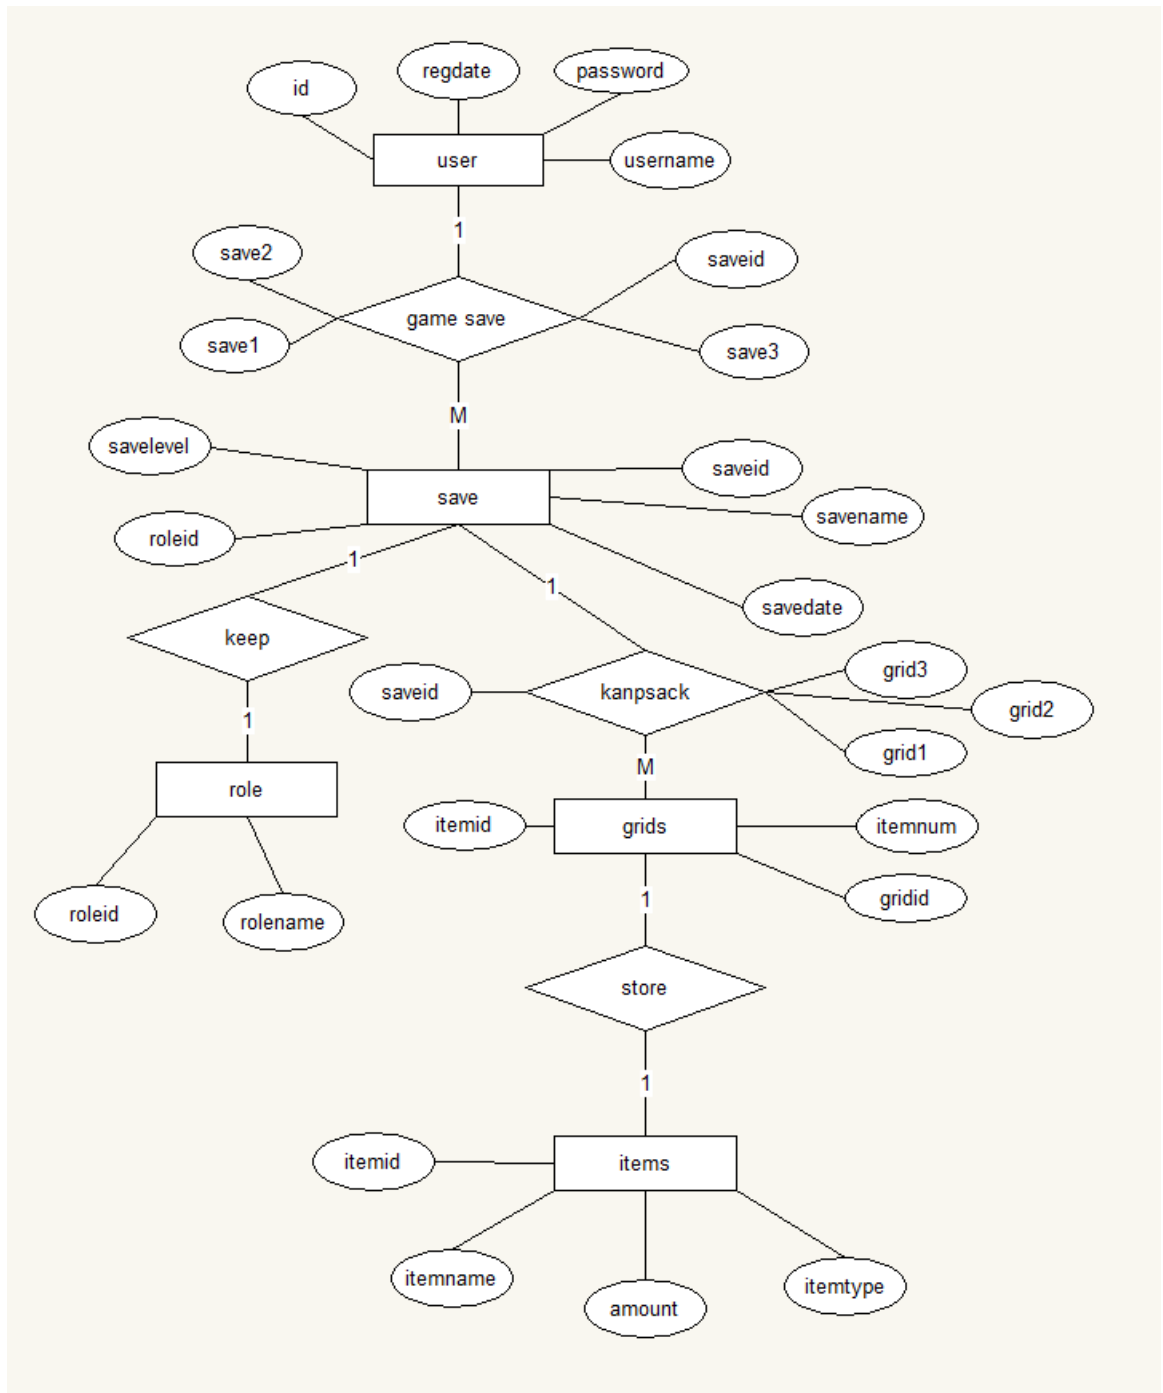 regdate
password
id
user
username
1
save2
saveid
game save
save1
save3
M
savelevel
saveid
save
savename
roleid
1
1
savedate
keep
grid3
saveid
kanpsack
grid2
1
grid1
M
role
itemid
grids
itemnum
1
gridid
roleid
rolename
store
1
itemid
items
itemname
itemtype
amount